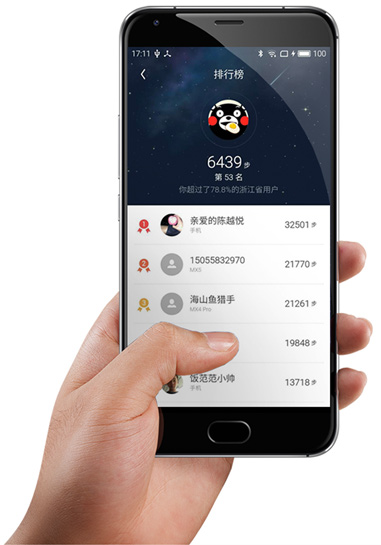 17:11 100
排行榜
6439 步
第 53 名
你超过了78.8%的浙江省用户。
1 亲爱的陈越悦 32501 步
手机
2 15055832970 21770 步
MX5
3 海山鱼猎手 21261 步
MX4 Pro
19848 步
饭范范小帅 13718 步
手机